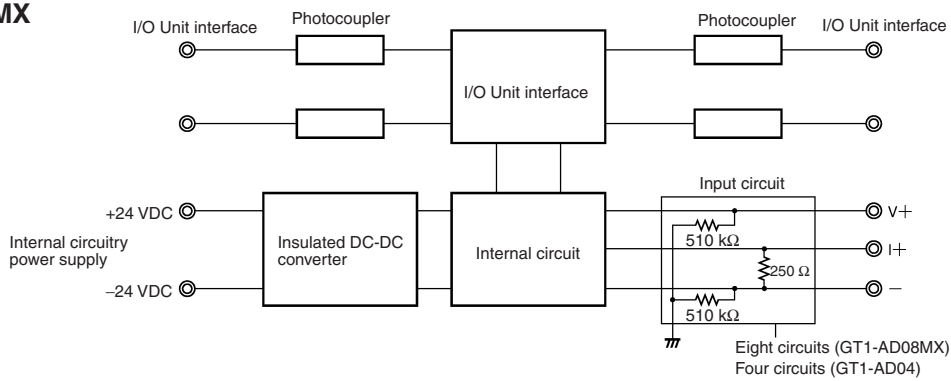 MX
I/O Unit interface
Photocoupler
Photocoupler
I/O Unit interface
I/O Unit interface
Input circuit
+24 VDC
V+
510 kΩ
Internal circuitry
power supply
Insulated DC-DC
converter
Internal circuit
I+
250 Ω
–24 VDC
–
510 kΩ
Eight circuits (GT1-AD08MX)
Four circuits (GT1-AD04)